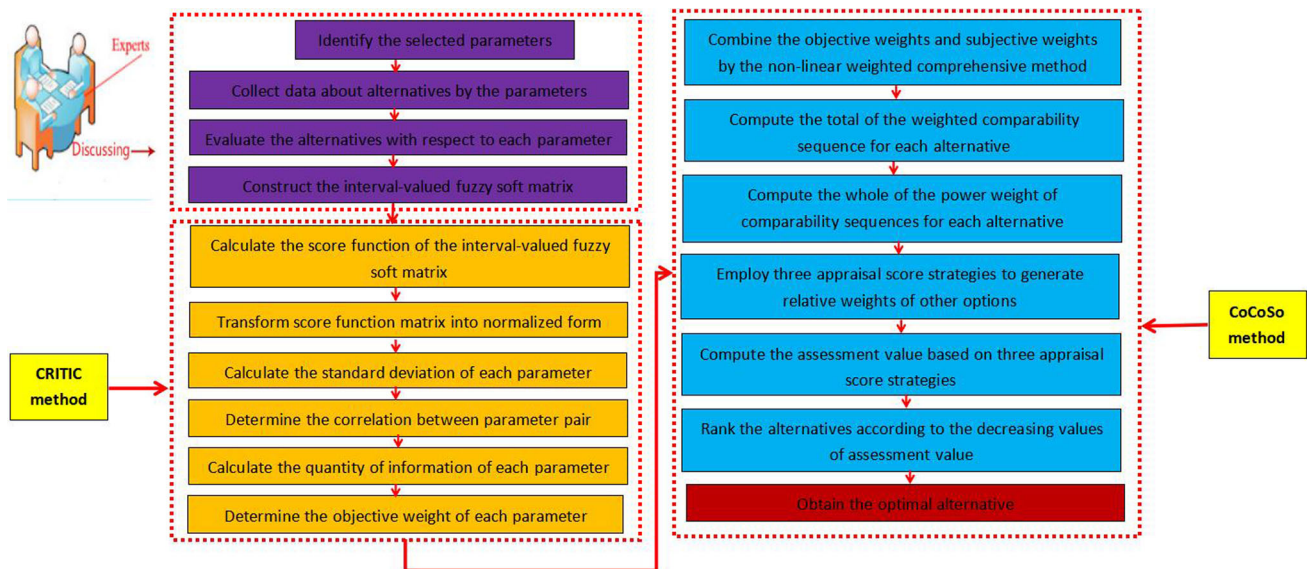 Experts
Discussing
Identify the selected parameters
Collect data about alternatives by the parameters
Evaluate the alternatives with respect to each parameter
Construct the interval-valued fuzzy soft matrix
CRITIC
method
Calculate the score function of the interval-valued fuzzy
soft matrix
Transform score function matrix into normalized form
Calculate the standard deviation of each parameter
Determine the correlation between parameter pair
Calculate the quantity of information of each parameter
Determine the objective weight of each parameter
Combine the objective weights and subjective weights
by the non-linear weighted comprehensive method
Compute the total of the weighted comparability
sequence for each alternative
Compute the whole of the power weight of
comparability sequences for each alternative
Employ three appraisal score strategies to generate
relative weights of other options
Compute the assessment value based on three appraisal
score strategies
Rank the alternatives according to the decreasing values
of assessment value
Obtain the optimal alternative
CoCoSo
method